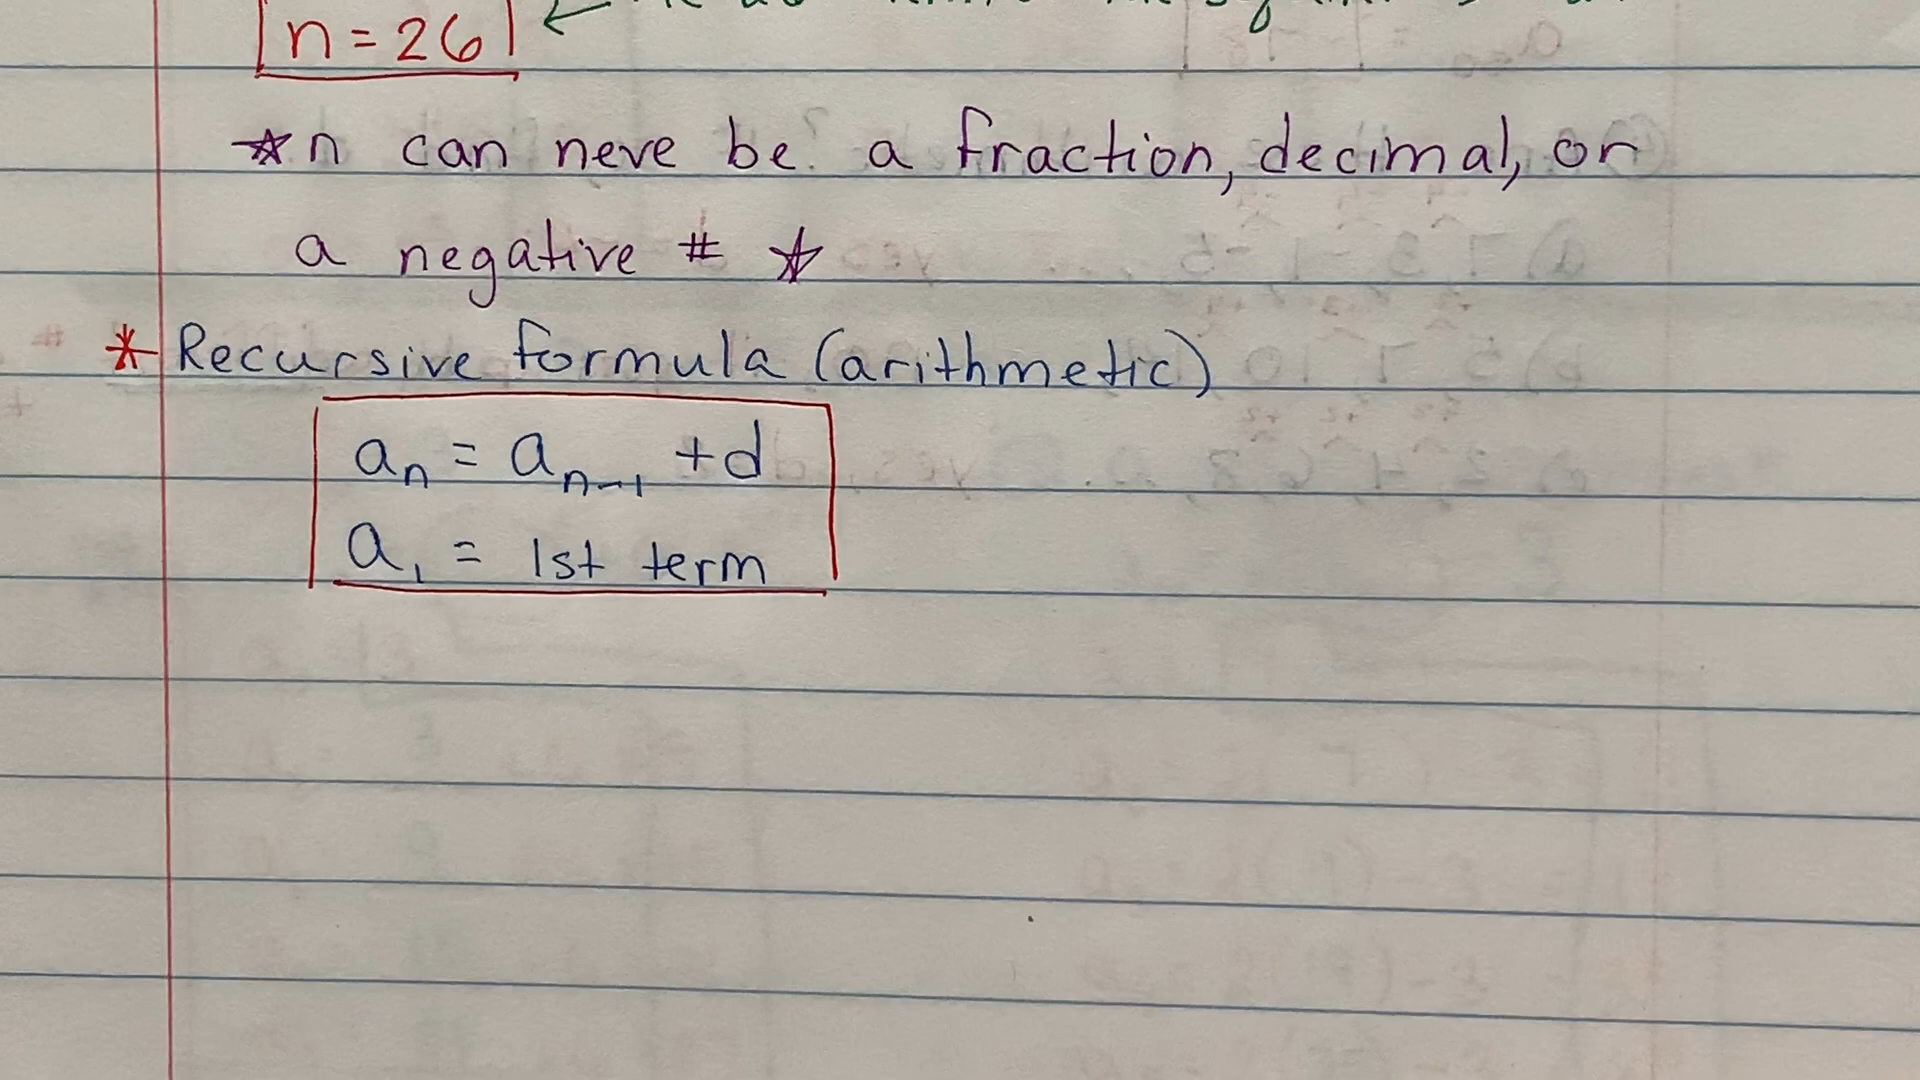 n = 26 ←
☆ n can neve be a fraction, decimal, or
a negative # ☆
* Recursive formula (arithmetic)
aₙ = aₙ₋₁ + d
a₁ = 1st term